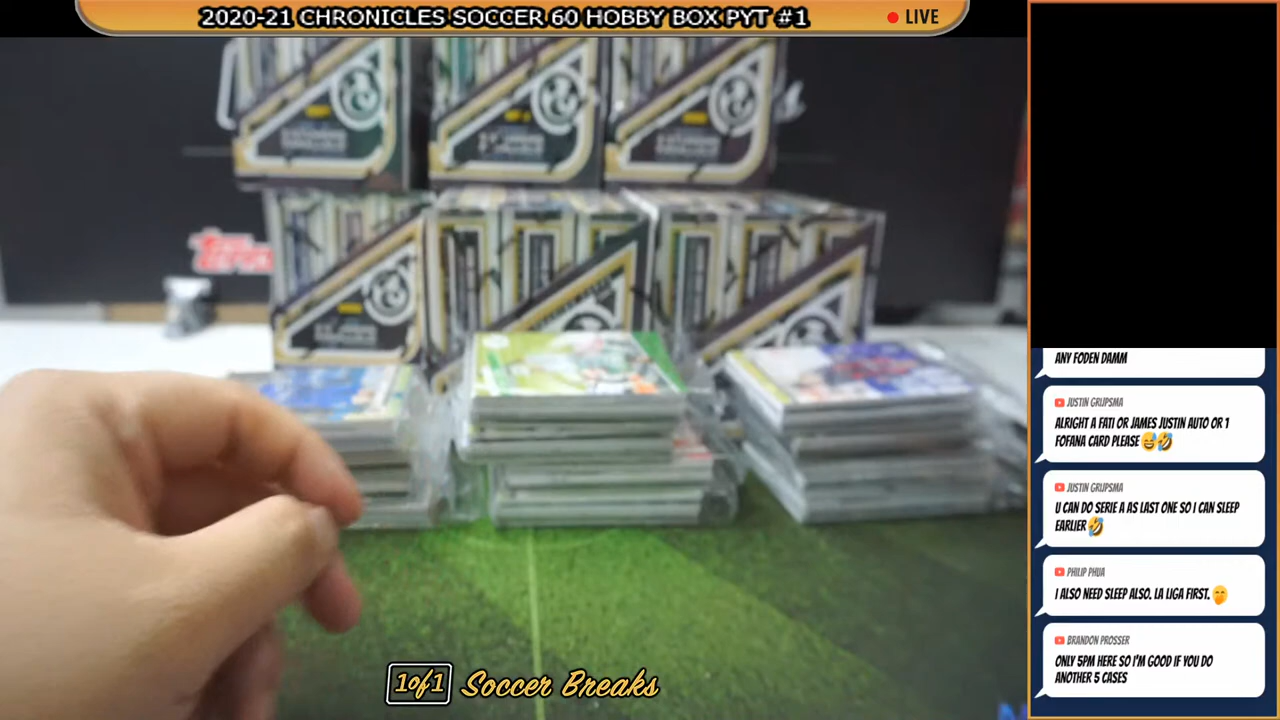 2020-21 CHRONICLES SOCCER 60 HOBBY BOX PYT #1
LIVE
ANY FODEN DAMM
JUSTIN GRIJPSMA
ALRIGHT A FATI OR JAMES JUSTIN AUTO OR 1
FOFANA CARD PLEASE😅🤣
JUSTIN GRIJPSMA
U CAN DO SERIE A AS LAST ONE SO I CAN SLEEP
EARLIER🤣
PHILIP PHUA
I ALSO NEED SLEEP ALSO. LA LIGA FIRST.🤭
BRANDON PROSSER
ONLY 5PM HERE SO I'M GOOD IF YOU DO
ANOTHER 5 CASES
1of1 Soccer Breaks